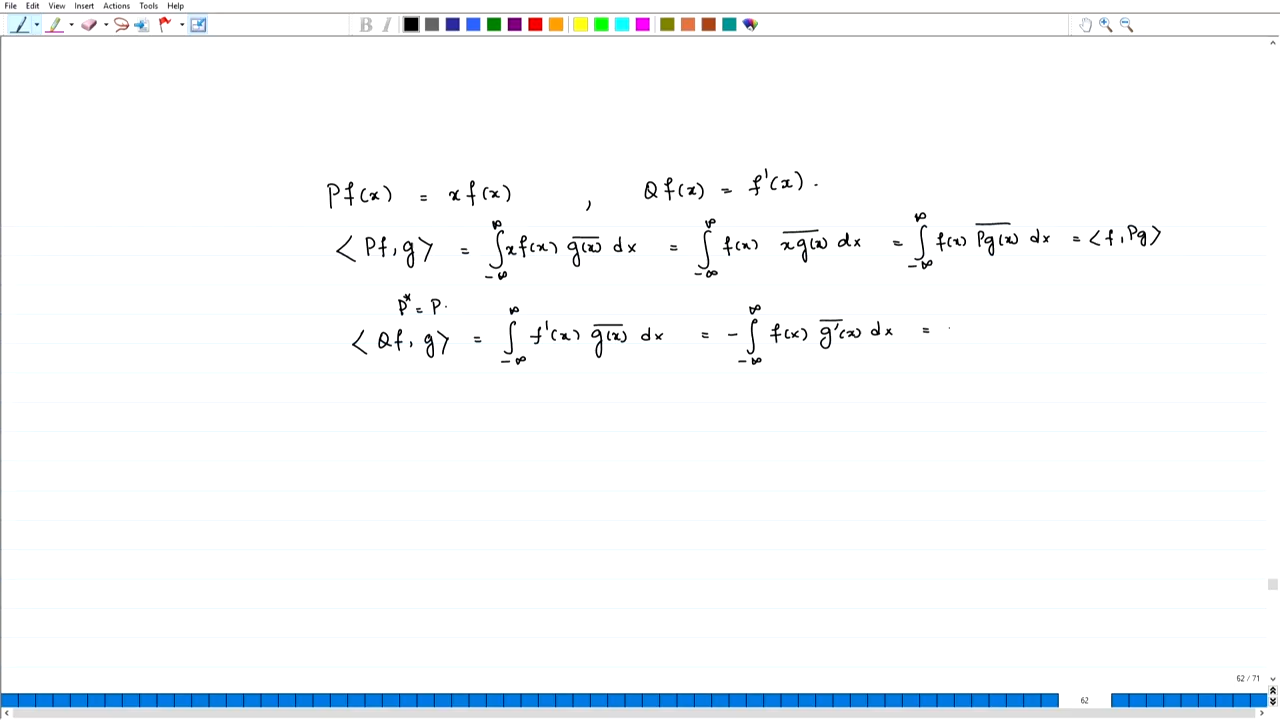 File Edit View Insert Actions Tools Help
B I
Pf(x) = xf(x) , Qf(x) = f'(x).
⟨Pf,g⟩ = ∫_{-∞}^{∞} xf(x) \overline{g(x)} dx = ∫_{-∞}^{∞} f(x) \overline{xg(x)} dx = ∫_{-∞}^{∞} f(x) \overline{Pg(x)} dx = ⟨f,Pg⟩
P* = P.
⟨Qf,g⟩ = ∫_{-∞}^{∞} f'(x) \overline{g(x)} dx = -∫_{-∞}^{∞} f(x) \overline{g'(x)} dx =
62 / 71
62